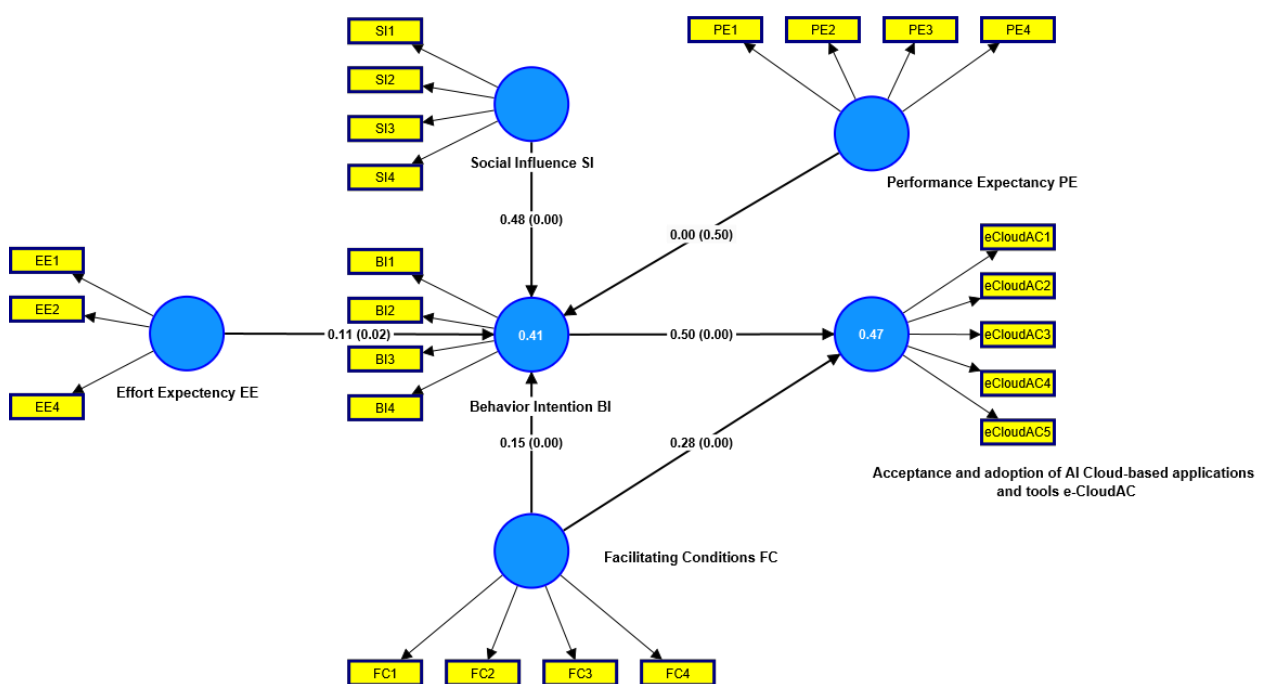 SI1
SI2
SI3
SI4
Social Influence SI
PE1
PE2
PE3
PE4
Performance Expectancy PE
0.48 (0.00)
0.00 (0.50)
EE1
EE2
EE4
Effort Expectency EE
0.11 (0.02)
BI1
BI2
BI3
BI4
0.41
Behavior Intention BI
0.50 (0.00)
0.47
eCloudAC1
eCloudAC2
eCloudAC3
eCloudAC4
eCloudAC5
Acceptance and adoption of AI Cloud-based applications
and tools e-CloudAC
0.15 (0.00)
0.28 (0.00)
Facilitating Conditions FC
FC1
FC2
FC3
FC4